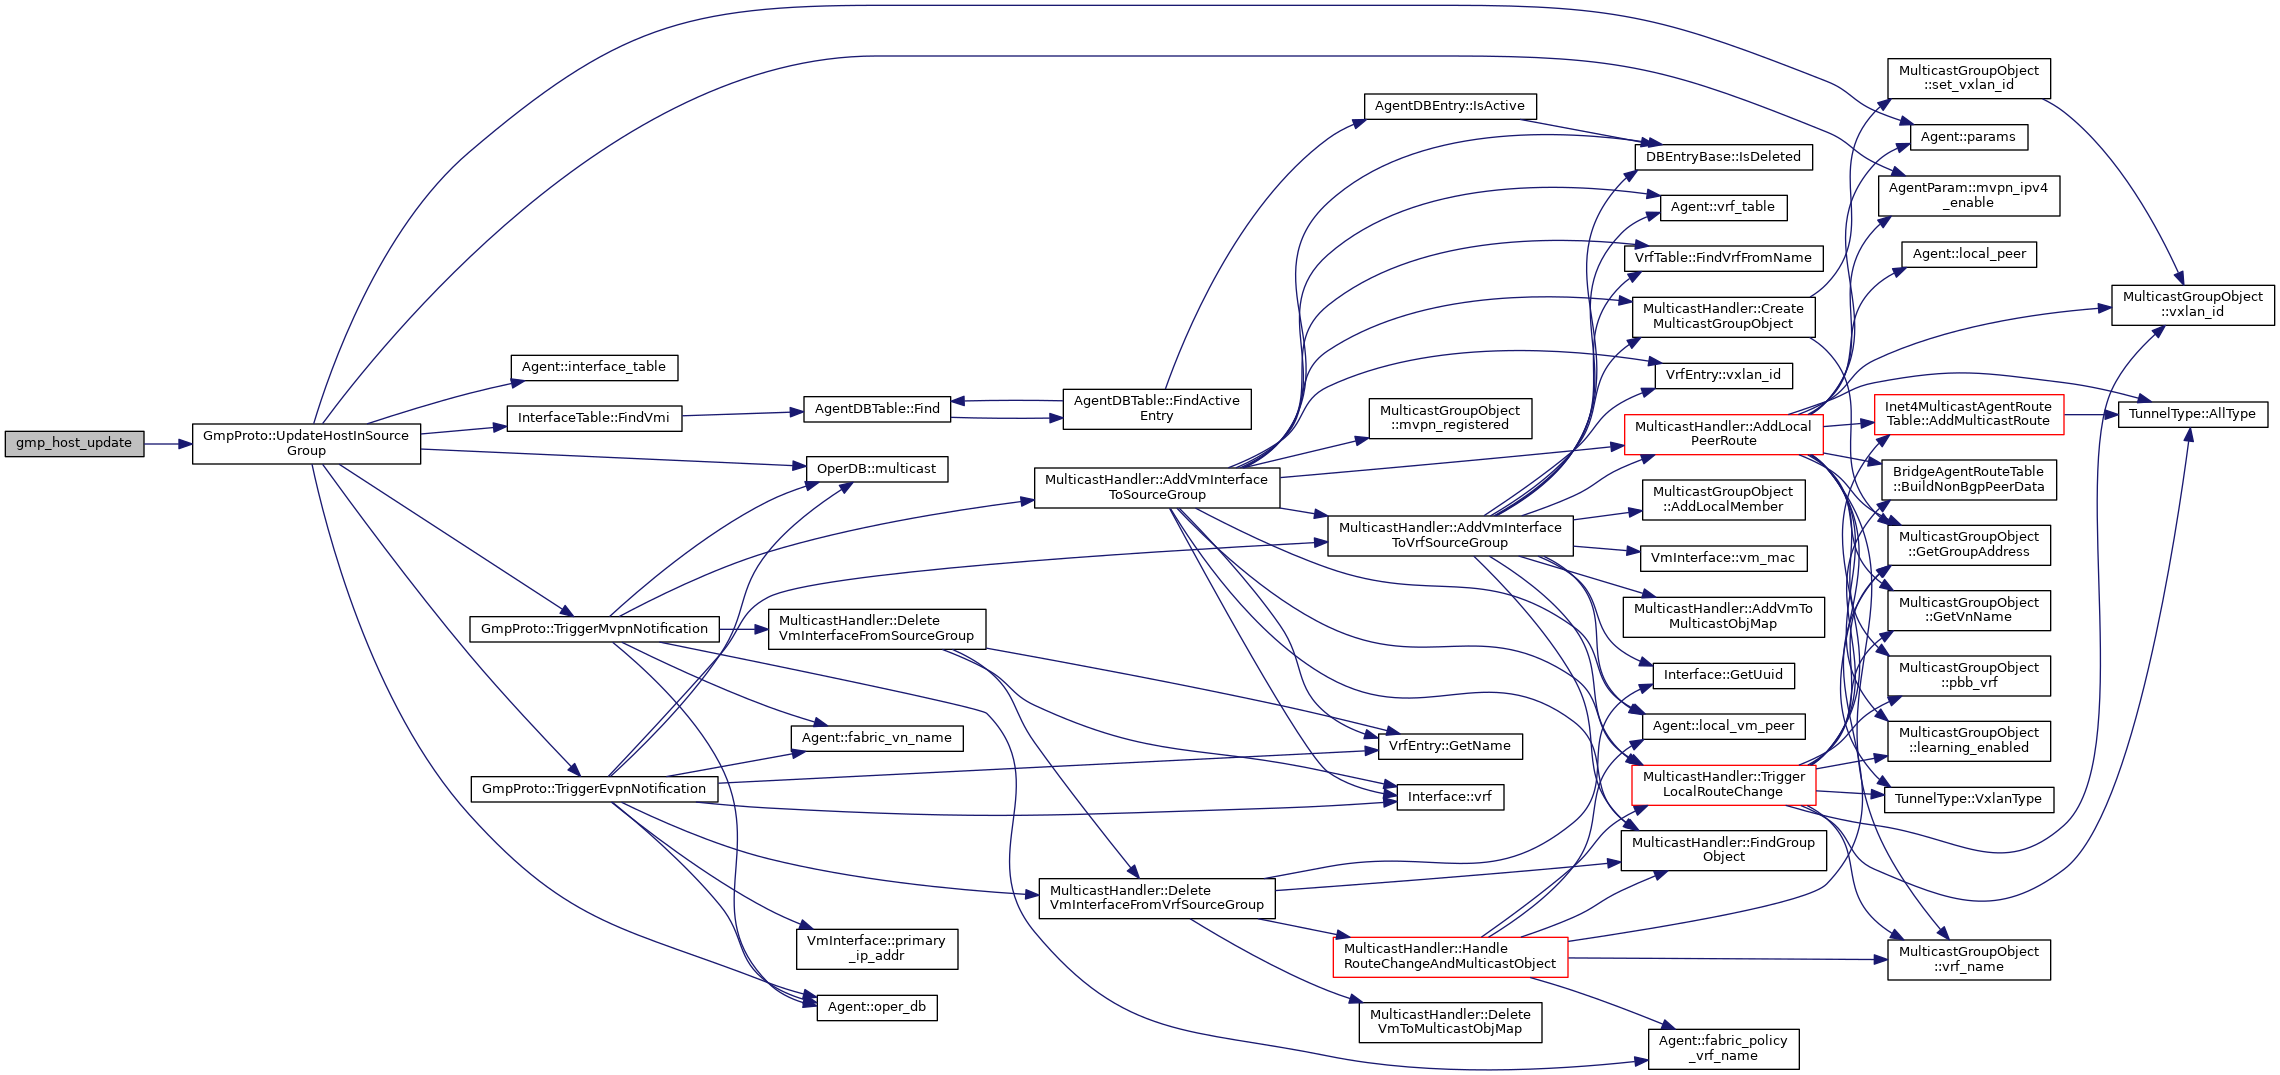 gmp_host_update
GmpProto::UpdateHostInSource
Group
Agent::interface_table
InterfaceTable::FindVmi
GmpProto::TriggerMvpnNotification
GmpProto::TriggerEvpnNotification
AgentDBTable::Find
OperDB::multicast
MulticastHandler::Delete
VmInterfaceFromSourceGroup
Agent::fabric_vn_name
VmInterface::primary
_ip_addr
Agent::oper_db
AgentDBTable::FindActive
Entry
MulticastHandler::AddVmInterface
ToSourceGroup
MulticastHandler::Delete
VmInterfaceFromVrfSourceGroup
AgentDBEntry::IsActive
MulticastGroupObject
::mvpn_registered
MulticastHandler::AddVmInterface
ToVrfSourceGroup
VrfEntry::GetName
Interface::vrf
MulticastHandler::Handle
RouteChangeAndMulticastObject
MulticastHandler::Delete
VmToMulticastObjMap
DBEntryBase::IsDeleted
Agent::vrf_table
VrfTable::FindVrfFromName
MulticastHandler::Create
MulticastGroupObject
VrfEntry::vxlan_id
MulticastHandler::AddLocal
PeerRoute
MulticastGroupObject
::AddLocalMember
VmInterface::vm_mac
MulticastHandler::AddVmTo
MulticastObjMap
Interface::GetUuid
Agent::local_vm_peer
MulticastHandler::Trigger
LocalRouteChange
MulticastHandler::FindGroup
Object
Agent::fabric_policy
_vrf_name
MulticastGroupObject
::set_vxlan_id
Agent::params
AgentParam::mvpn_ipv4
_enable
Agent::local_peer
Inet4MulticastAgentRoute
Table::AddMulticastRoute
BridgeAgentRouteTable
::BuildNonBgpPeerData
MulticastGroupObject
::GetGroupAddress
MulticastGroupObject
::GetVnName
MulticastGroupObject
::pbb_vrf
MulticastGroupObject
::learning_enabled
TunnelType::VxlanType
MulticastGroupObject
::vrf_name
MulticastGroupObject
::vxlan_id
TunnelType::AllType